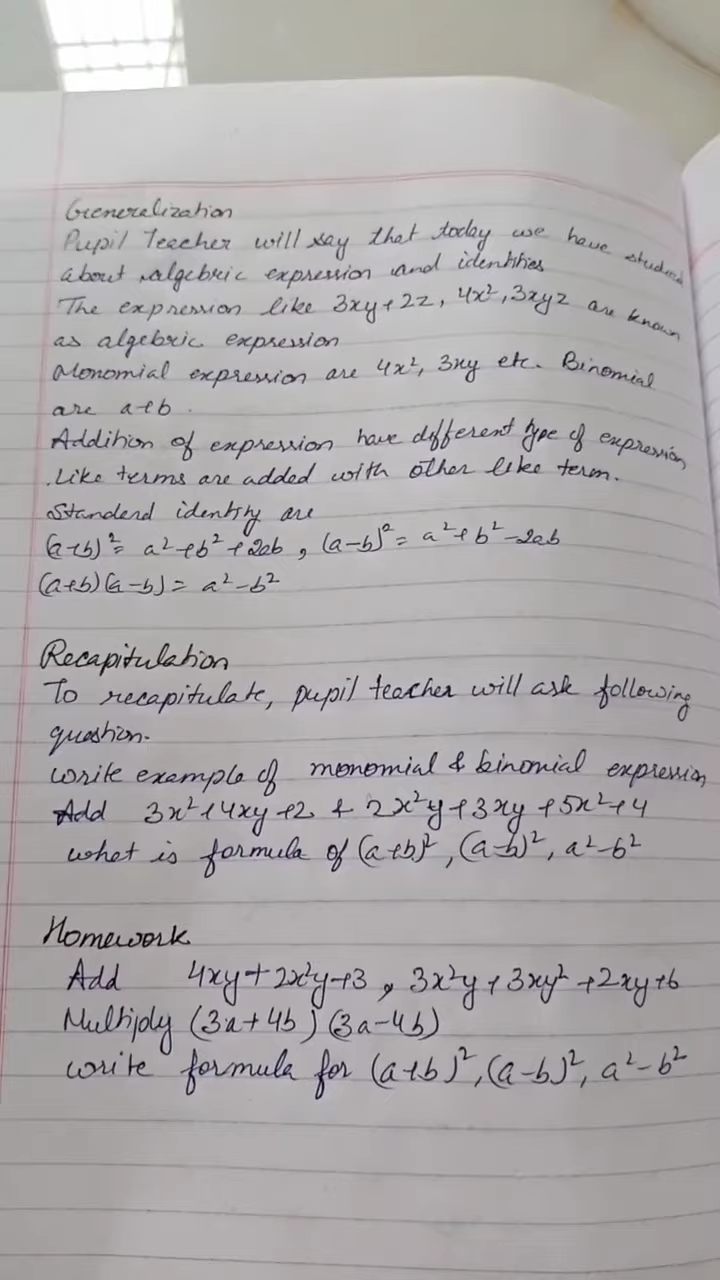 Generalization
Pupil Teacher will say that today we have studied
about algebric expression and identities
The expression like 3xy+2z, 4x², 3xyz are known
as algebric expression
Monomial expression are 4x², 3xy etc. Binomial
are a+b.
Addition of expression have different type of expression
.Like terms are added with other like term.
Standerd identity are
(a+b)² = a²+b²+2ab, (a-b)² = a²+b²-2ab
(a+b)(a-b) = a²-b²
Recapitulation
To recapitulate, pupil teacher will ask following
question.
Write example of monomial & binomial expression
Add 3x²+4xy+2 & 2x²y+3xy+5x²+4
what is formula of (a+b)², (a-b)², a²-b²
Homework
Add 4xy+2x²y+3, 3x²y+3xy²+2xy+6
Multiply (3a+4b)(3a-4b)
write formula for (a+b)², (a-b)², a²-b²